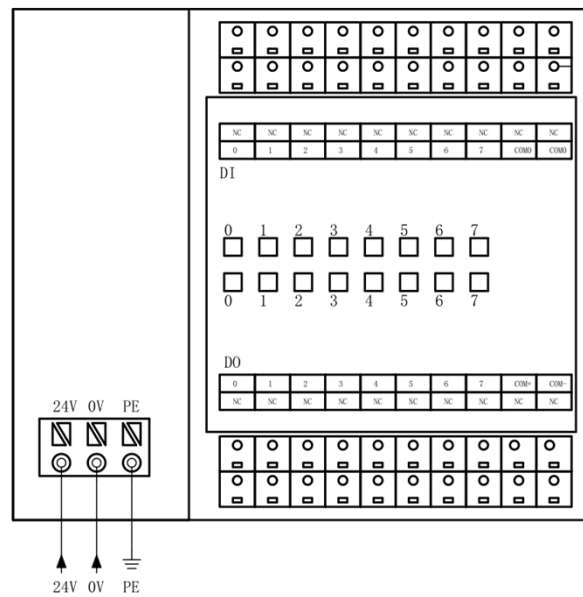 NC NC NC NC NC NC NC NC NC NC
0 1 2 3 4 5 6 7 COM0 COM0
DI
0 1 2 3 4 5 6 7
0 1 2 3 4 5 6 7
DO
0 1 2 3 4 5 6 7 COM+ COM-
NC NC NC NC NC NC NC NC NC NC
24V 0V PE
24V 0V PE